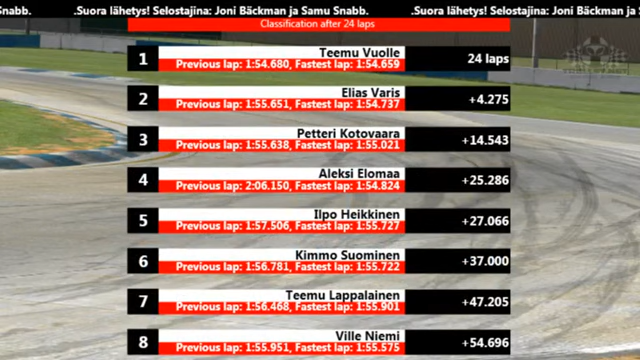 Snabb.
.Suora lähetys! Selostajina: Joni Bäckman ja Samu Snabb.
.Suora lähetys! Selostajina: Joni Bäckman ja Samu Snabb.
Classification after 24 laps
1 Teemu Vuolle 24 laps
Previous lap: 1:54.680, Fastest lap: 1:54.659
2 Elias Varis +4.275
Previous lap: 1:55.651, Fastest lap: 1:54.737
3 Petteri Kotovaara +14.543
Previous lap: 1:55.638, Fastest lap: 1:55.021
4 Aleksi Elomaa +25.286
Previous lap: 2:06.150, Fastest lap: 1:54.824
5 Ilpo Heikkinen +27.066
Previous lap: 1:57.506, Fastest lap: 1:55.727
6 Kimmo Suominen +37.000
Previous lap: 1:56.781, Fastest lap: 1:55.722
7 Teemu Lappalainen +47.205
Previous lap: 1:56.468, Fastest lap: 1:55.901
8 Ville Niemi +54.696
Previous lap: 1:55.951, Fastest lap: 1:55.575